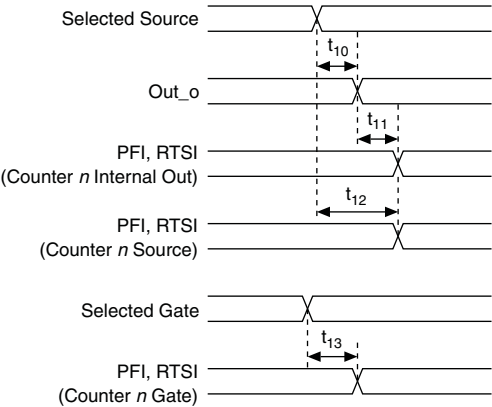 Selected Source
t10
Out_o
t11
PFI, RTSI
(Counter n Internal Out)
t12
PFI, RTSI
(Counter n Source)
Selected Gate
t13
PFI, RTSI
(Counter n Gate)